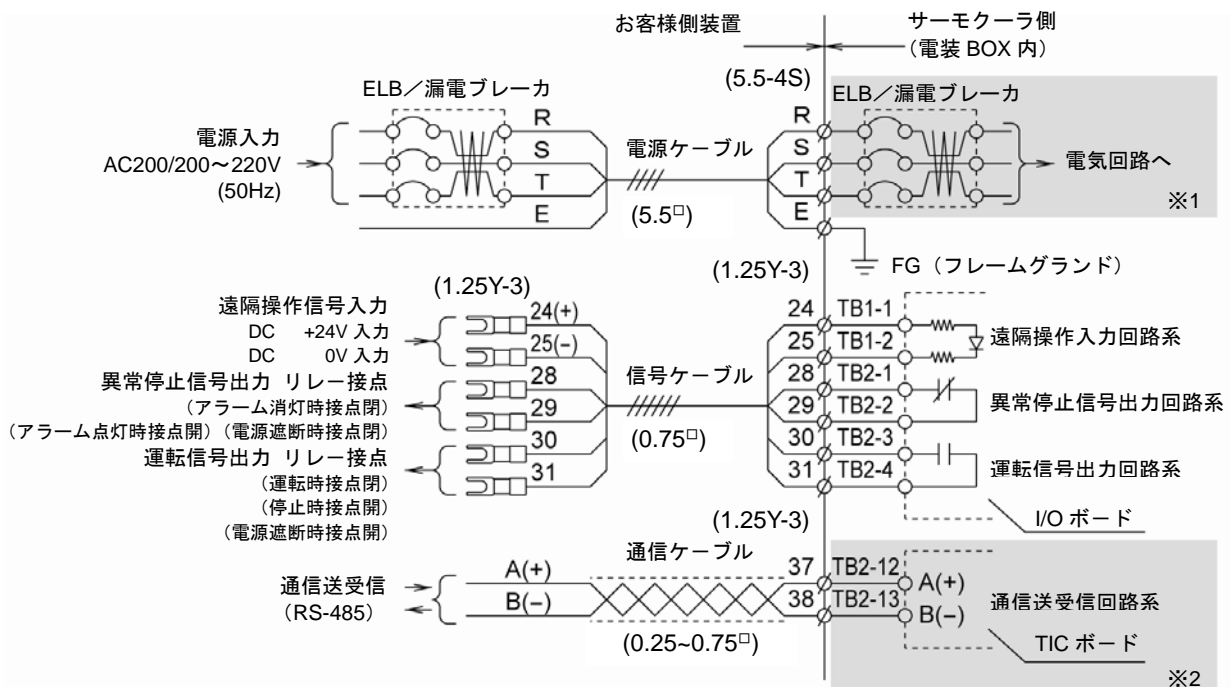 お客様側装置
サーモクーラ側
（電装 BOX 内）
(5.5-4S)
ELB／漏電ブレーカ
ELB／漏電ブレーカ
電源入力
AC200/200～220V
(50Hz)
R
S
T
E
電源ケーブル
(5.5□)
R
S
T
E
電気回路へ
※1
FG（フレームグランド）
(1.25Y-3)
(1.25Y-3)
遠隔操作信号入力
DC +24V 入力
DC 0V 入力
24(+)
25(−)
異常停止信号出力 リレー接点
（アラーム消灯時接点閉）
（アラーム点灯時接点開）（電源遮断時接点閉）
28
29
運転信号出力 リレー接点
（運転時接点閉）
（停止時接点開）
（電源遮断時接点開）
30
31
信号ケーブル
(0.75□)
24 TB1-1
25 TB1-2
28 TB2-1
29 TB2-2
30 TB2-3
31 TB2-4
遠隔操作入力回路系
異常停止信号出力回路系
運転信号出力回路系
I/O ボード
(1.25Y-3)
通信ケーブル
通信送受信
(RS-485)
A(+)
B(−)
(0.25~0.75□)
37 TB2-12
38 TB2-13
A(+)
B(−)
通信送受信回路系
TIC ボード
※2